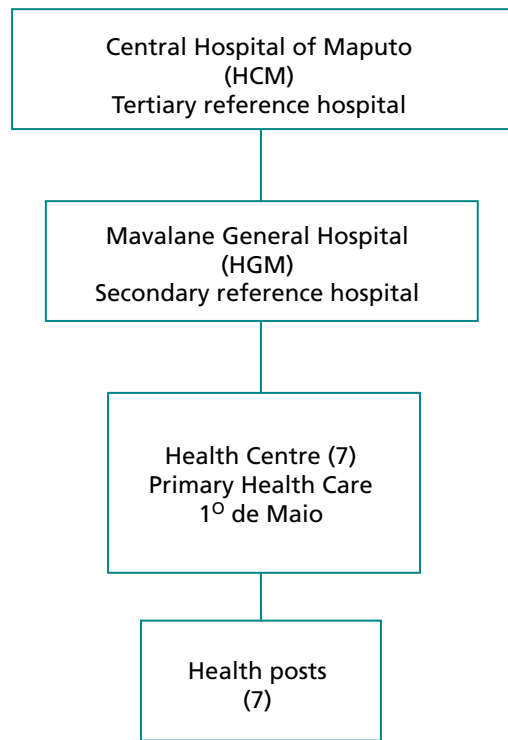 Central Hospital of Maputo
(HCM)
Tertiary reference hospital
Mavalane General Hospital
(HGM)
Secondary reference hospital
Health Centre (7)
Primary Health Care
1º de Maio
Health posts
(7)